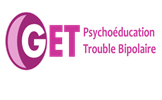 GET Psychoéducation
Trouble Bipolaire